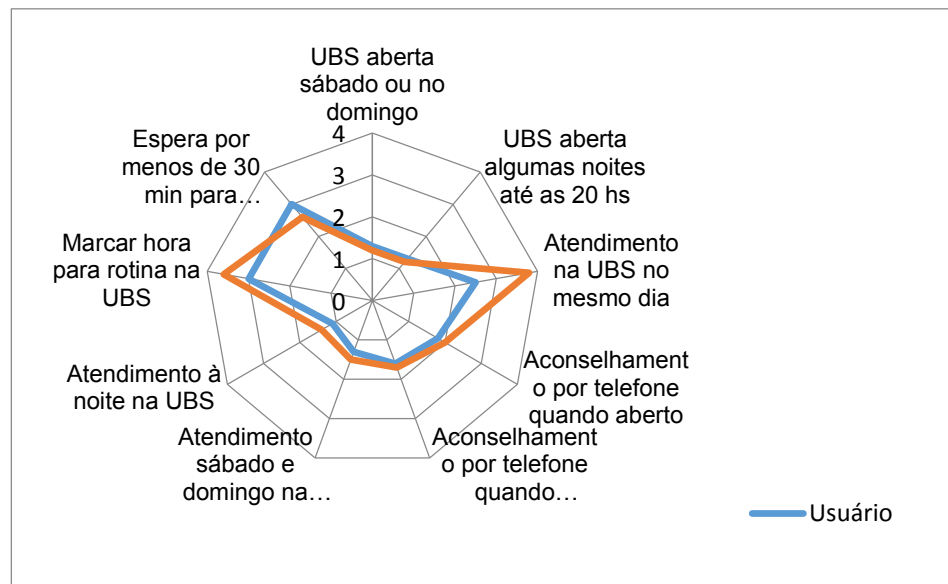 UBS aberta
sábado ou no
domingo
UBS aberta
algumas noites
até as 20 hs
Atendimento
na UBS no
mesmo dia
Aconselhament
o por telefone
quando aberto
Aconselhament
o por telefone
quando…
Atendimento
sábado e
domingo na…
Atendimento à
noite na UBS
Marcar hora
para rotina na
UBS
Espera por
menos de 30
min para…
4
3
2
1
0
Usuário